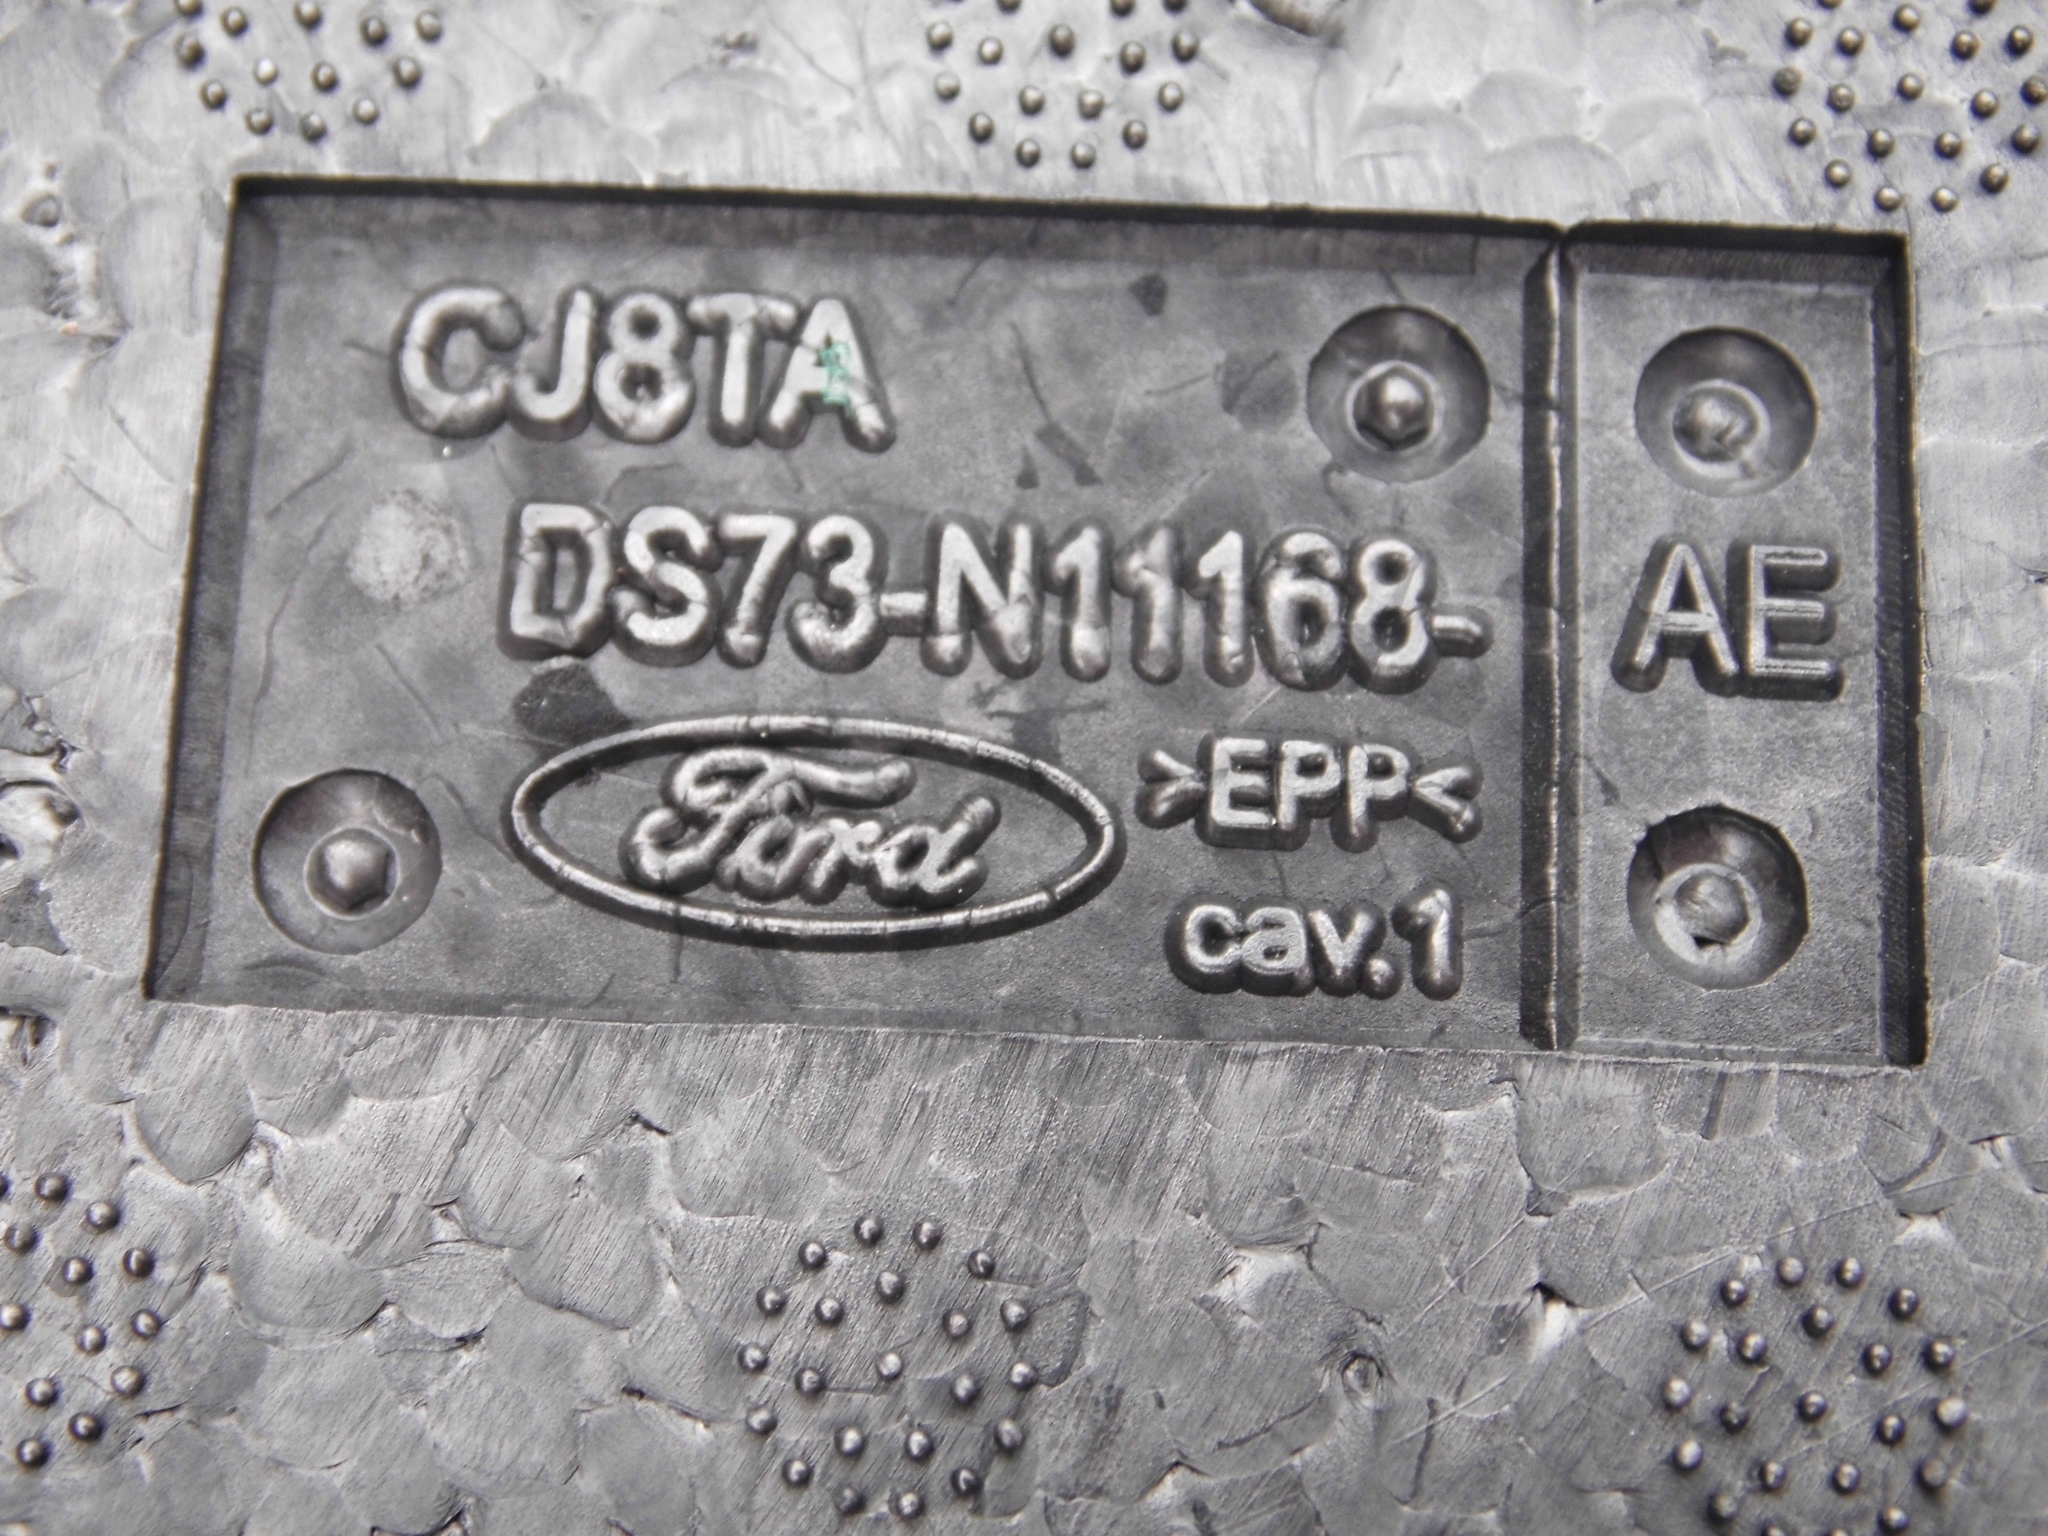 CJ8TA
DS73-N11168-
AE
Ford
>EPP<
cav.1